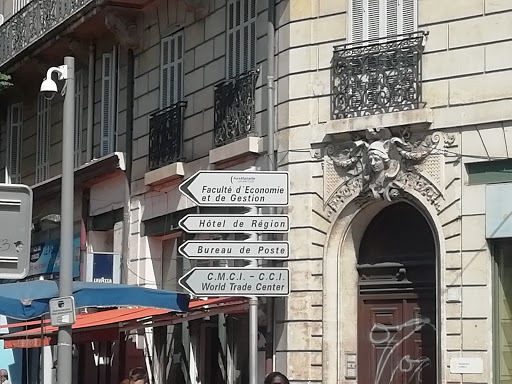 Faculté d'Economie
et de Gestion
Hôtel de Région
Bureau de Poste
C.M.C.I. - C.C.I.
World Trade Center